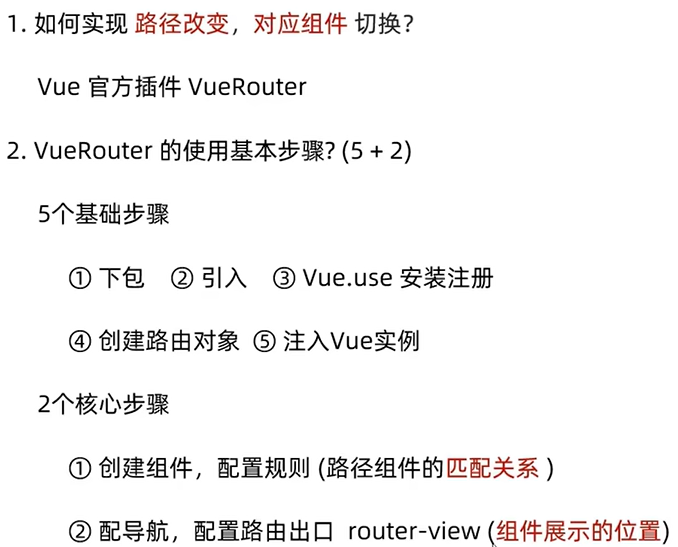 1. 如何实现 路径改变，对应组件 切换？
Vue 官方插件 VueRouter
2. VueRouter 的使用基本步骤? (5 + 2)
5个基础步骤
① 下包 ② 引入 ③ Vue.use 安装注册
④ 创建路由对象 ⑤ 注入Vue实例
2个核心步骤
① 创建组件，配置规则 (路径组件的匹配关系 )
② 配导航，配置路由出口 router-view (组件展示的位置)